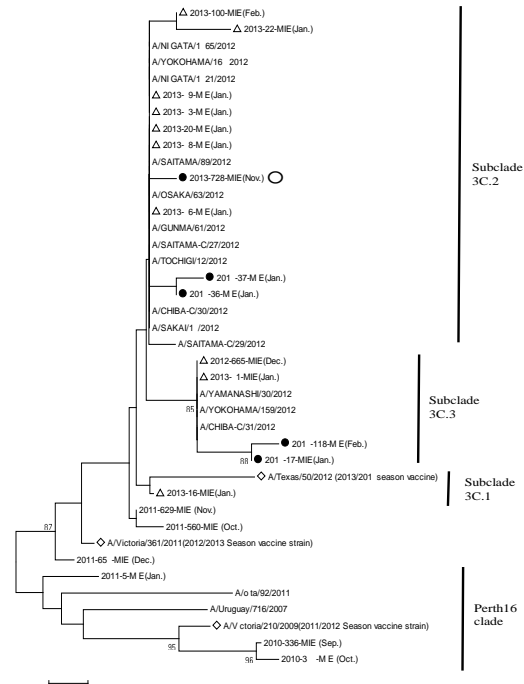 2013-100-MIE(Feb.)
2013-22-MIE(Jan.)
A/NI GATA/1 65/2012
A/YOKOHAMA/16 2012
A/NI GATA/1 21/2012
2013- 9-M E(Jan.)
2013- 3-M E(Jan.)
2013-20-M E(Jan.)
2013- 8-M E(Jan.)
A/SAITAMA/89/2012
Subclade
3C.2
2013-728-MIE(Nov.)
A/OSAKA/63/2012
2013- 6-M E(Jan.)
A/GUNMA/61/2012
A/SAITAMA-C/27/2012
A/TOCHIGI/12/2012
201 -37-M E(Jan.)
201 -36-M E(Jan.)
A/CHIBA-C/30/2012
A/SAKAI/1 /2012
A/SAITAMA-C/29/2012
2012-665-MIE(Dec.)
2013- 1-MIE(Jan.)
A/YAMANASHI/30/2012
85
A/YOKOHAMA/159/2012
A/CHIBA-C/31/2012
Subclade
3C.3
201 -118-M E(Feb.)
88
201 -17-MIE(Jan.)
A/Texas/50/2012 (2013/201 season vaccine)
2013-16-MIE(Jan.)
Subclade
3C.1
2011-629-MIE (Nov.)
2011-560-MIE (Oct.)
87
A/Victoria/361/2011(2012/2013 Season vaccine strain)
2011-65 -MIE (Dec.)
2011-5-M E(Jan.)
A/o ta/92/2011
A/Uruguay/716/2007
Perth16
clade
A/V ctoria/210/2009(2011/2012 Season vaccine strain)
95
2010-336-MIE (Sep.)
96
2010-3 -M E (Oct.)